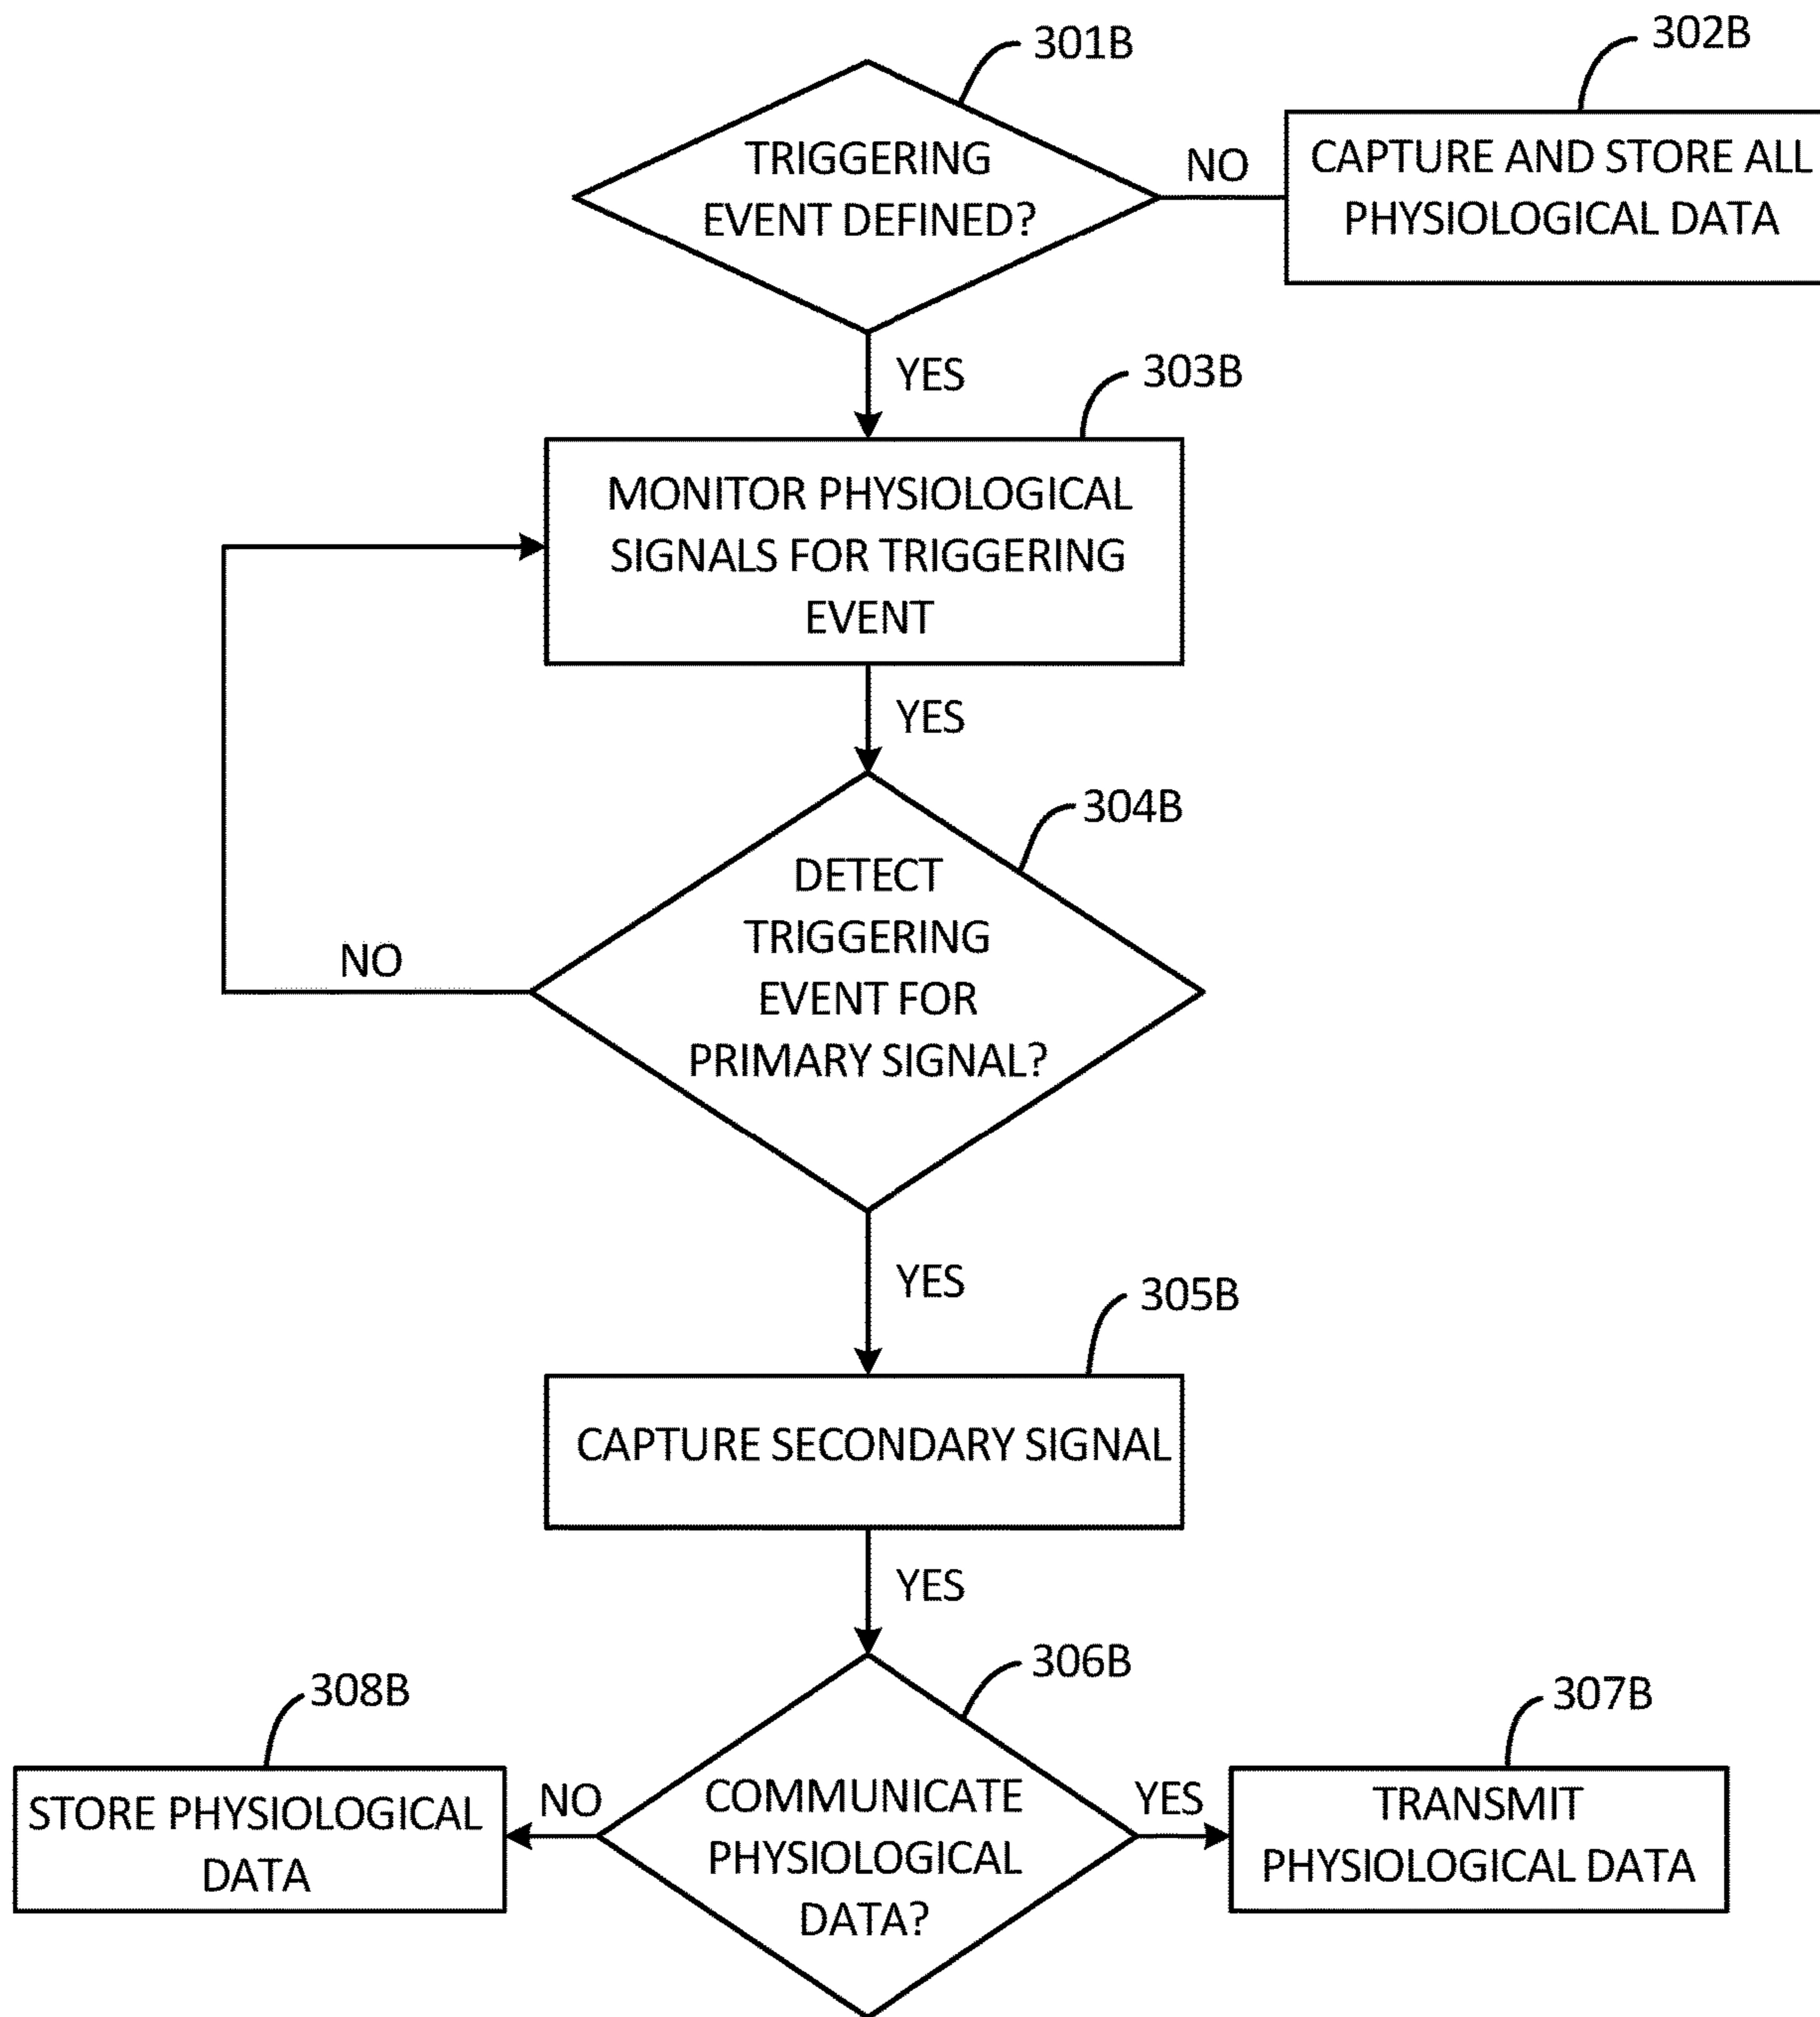 301B
302B
TRIGGERING
EVENT DEFINED?
NO
CAPTURE AND STORE ALL
PHYSIOLOGICAL DATA
YES
303B
MONITOR PHYSIOLOGICAL
SIGNALS FOR TRIGGERING
EVENT
YES
304B
DETECT
TRIGGERING
EVENT FOR
PRIMARY SIGNAL?
NO
YES
305B
CAPTURE SECONDARY SIGNAL
YES
306B
308B
307B
STORE PHYSIOLOGICAL
DATA
NO
COMMUNICATE
PHYSIOLOGICAL
DATA?
YES
TRANSMIT
PHYSIOLOGICAL DATA